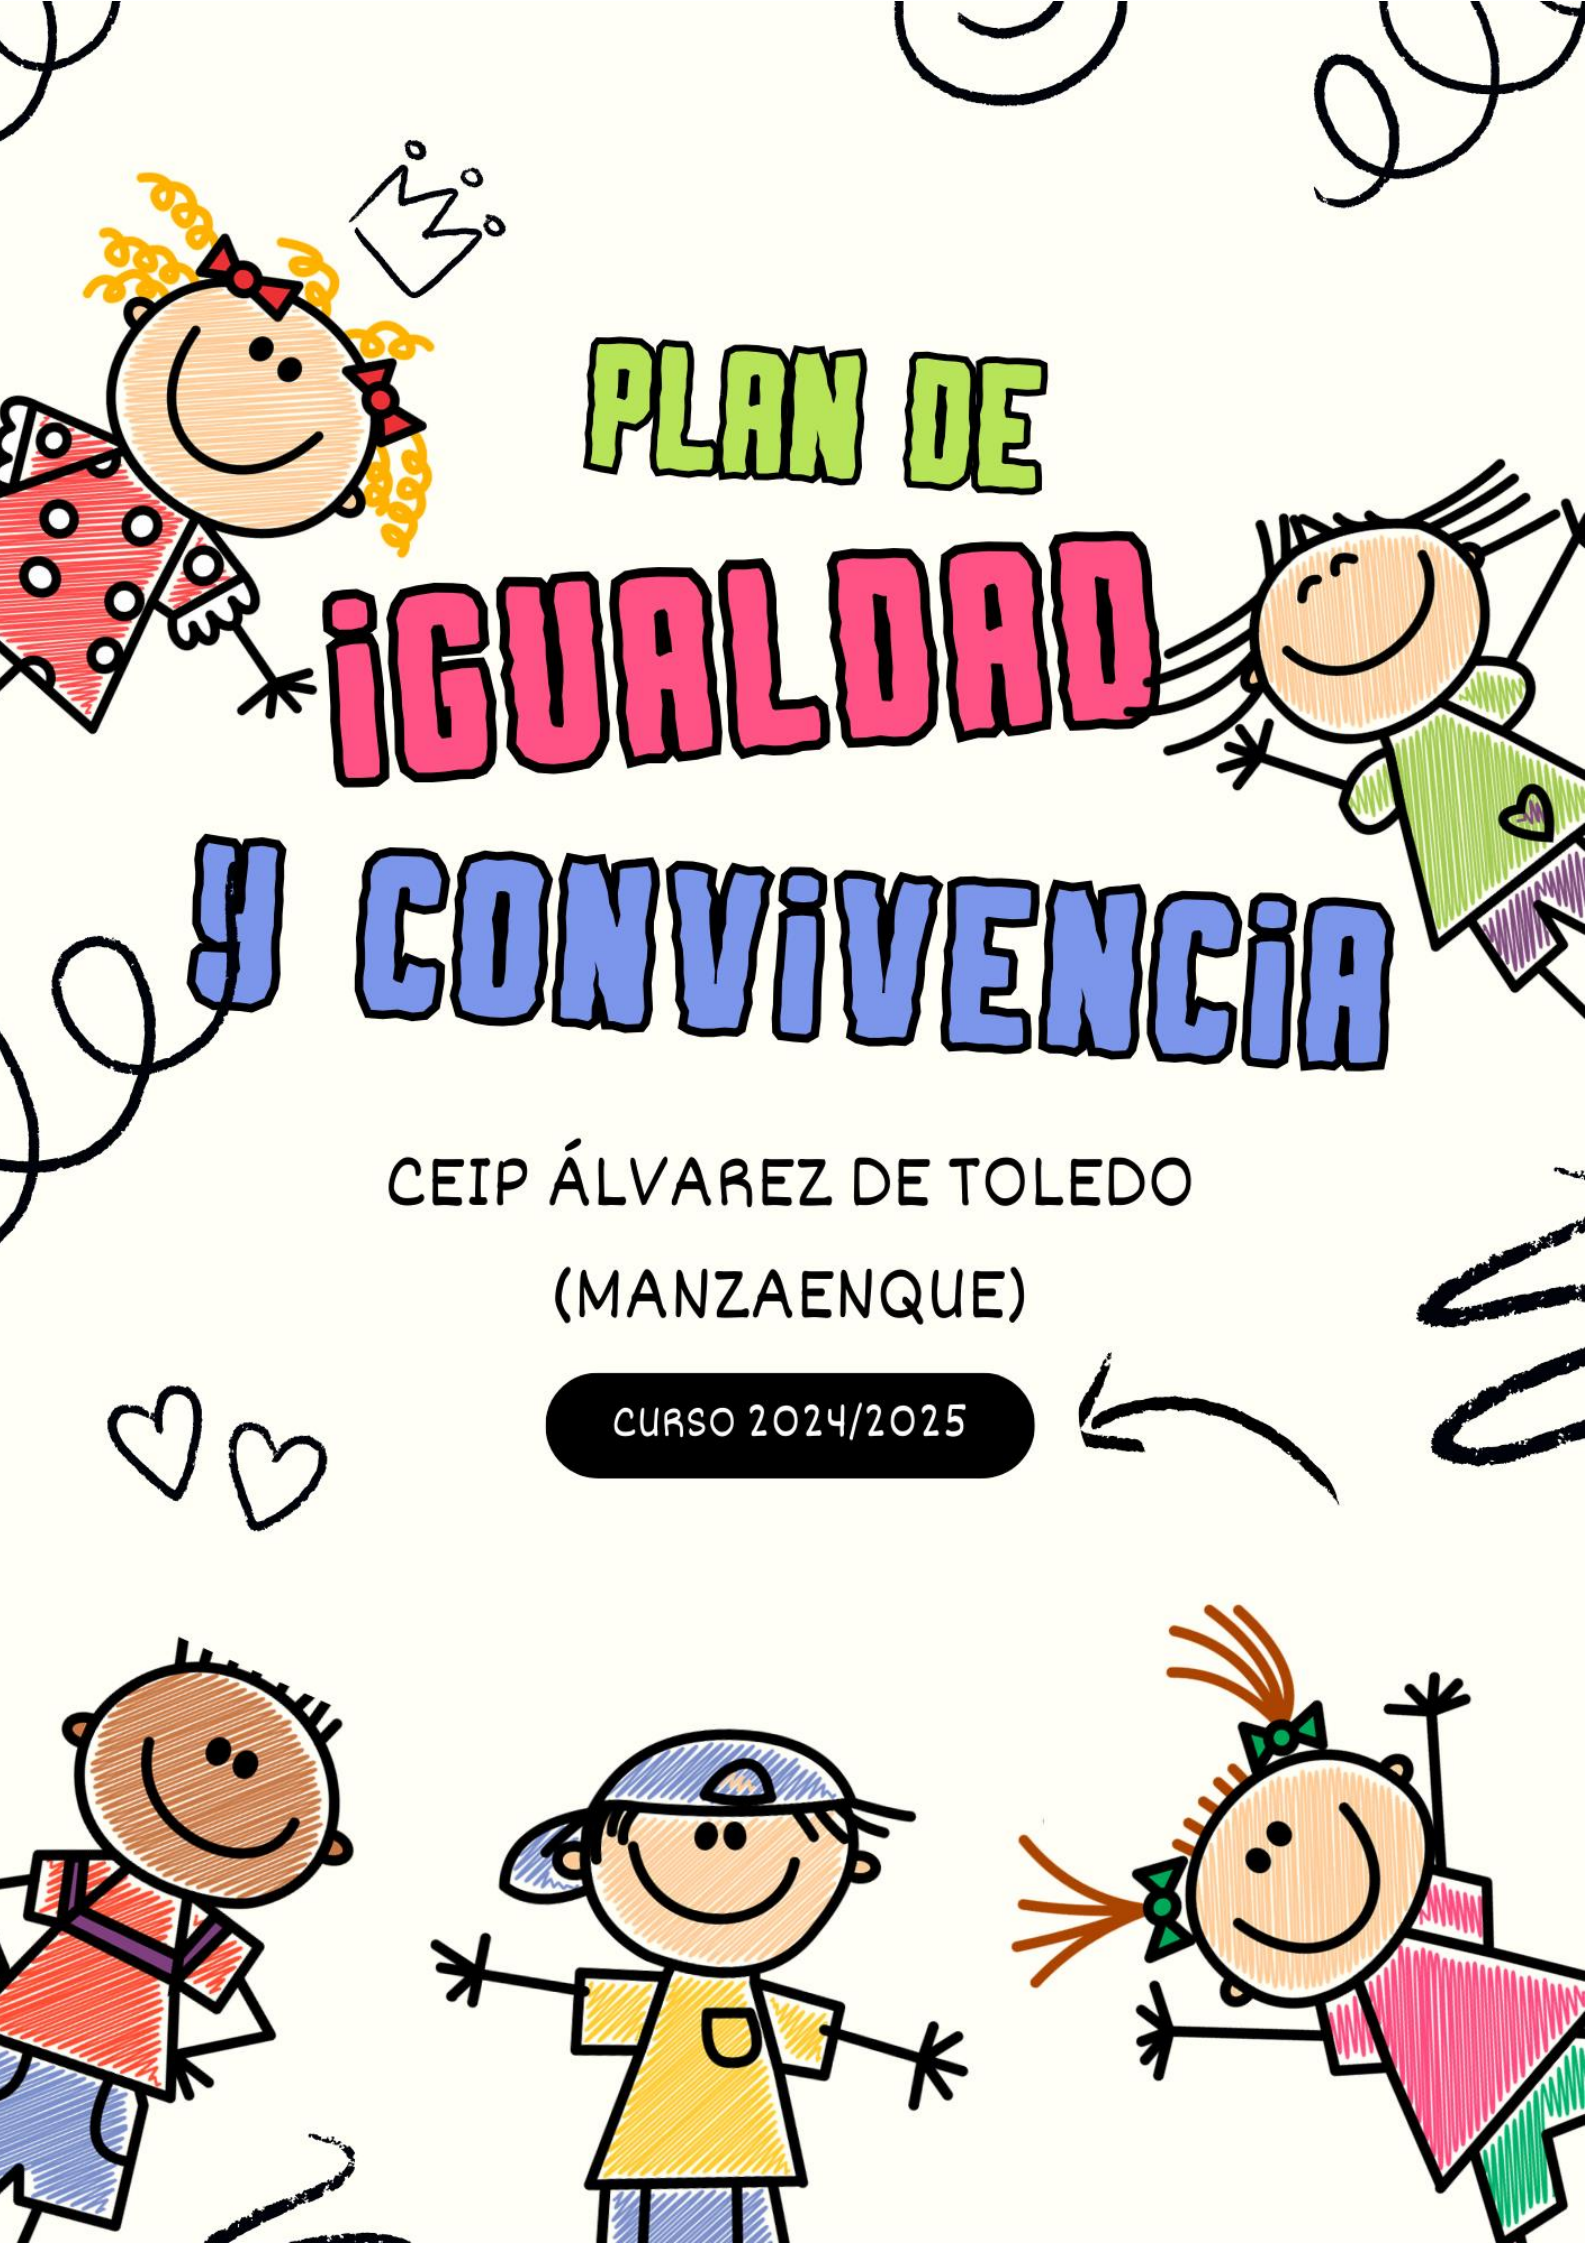 PLAN DE
iGUALDAD
Y CONViVENCiA
CEIP ÁLVAREZ DE TOLEDO
(MANZAENQUE)
CURSO 2024/2025